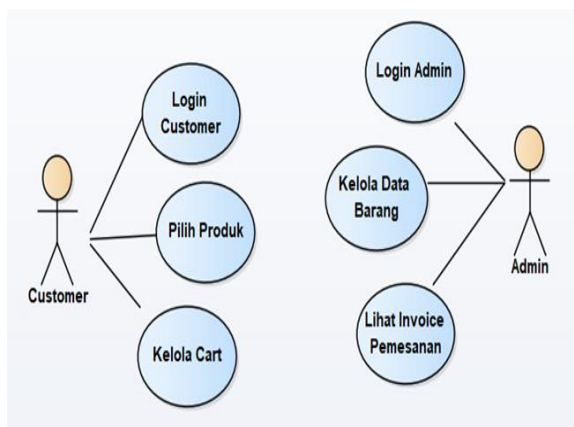 Login
Customer
Pilih Produk
Kelola Cart
Customer
Login Admin
Kelola Data
Barang
Lihat Invoice
Pemesanan
Admin